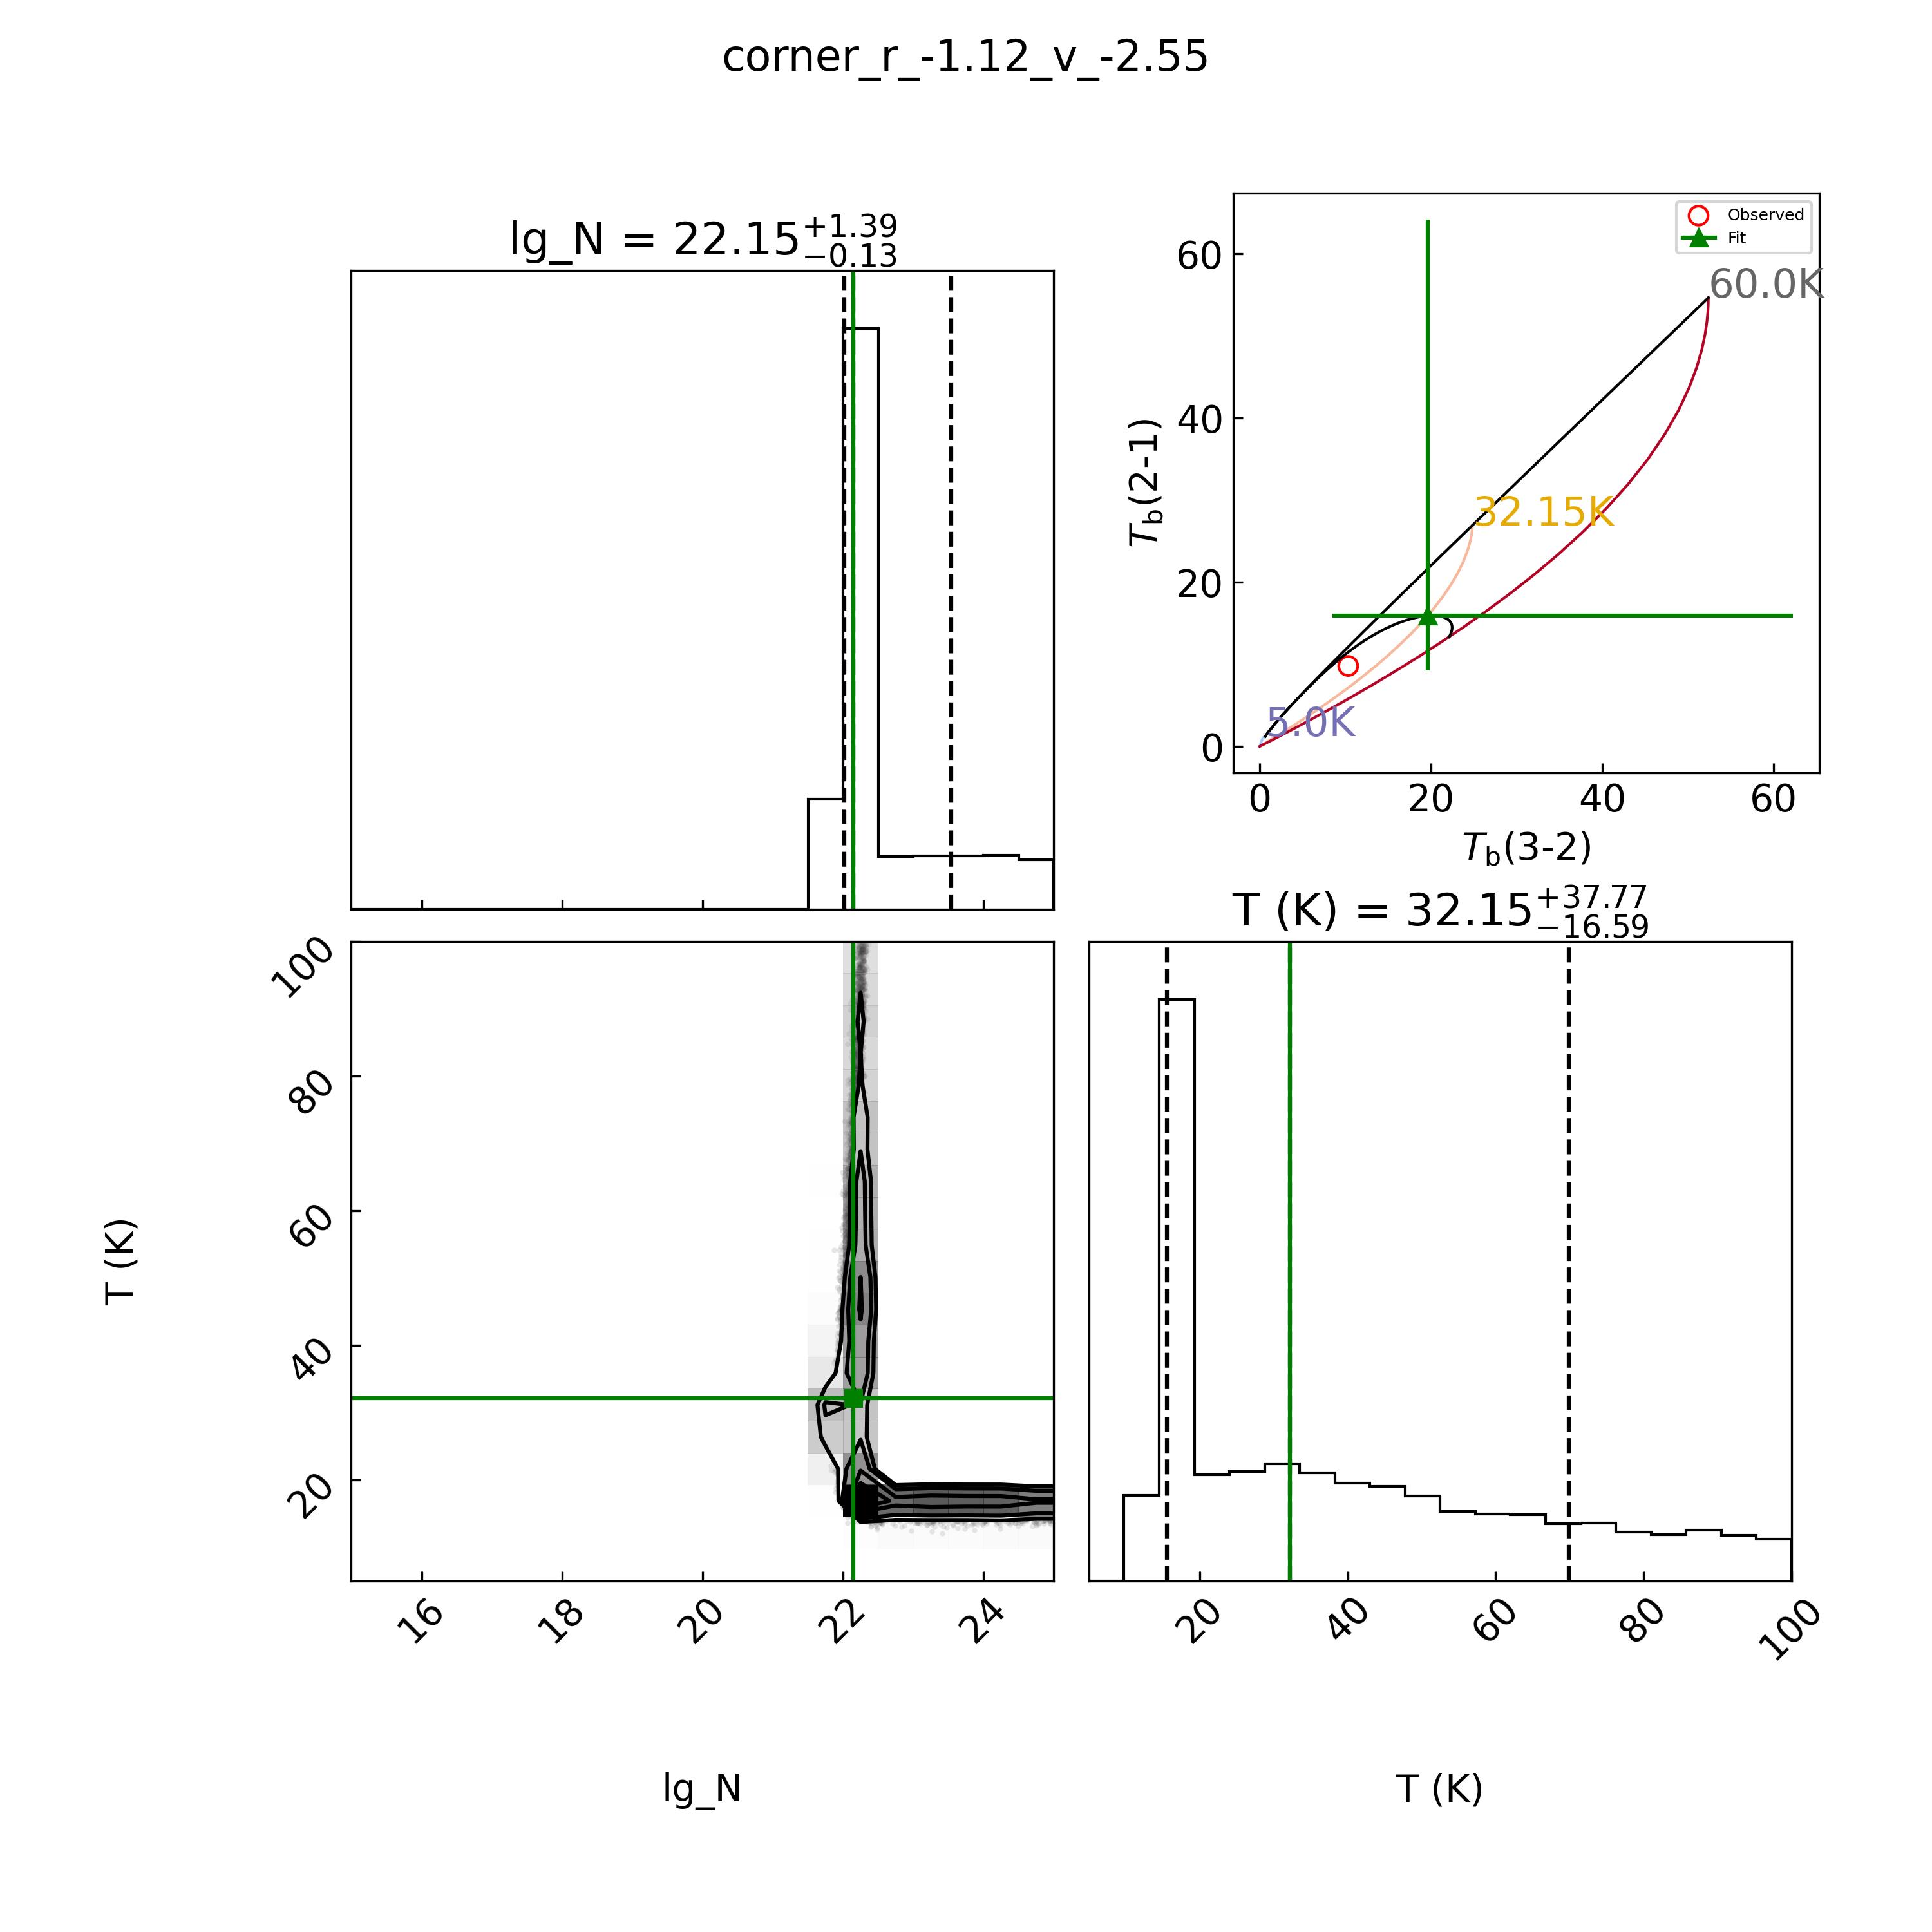 corner_r_-1.12_v_-2.55
lg_N = 22.15+1.39−0.13
Observed
Fit
60.0K
32.15K
5.0K
60
40
20
0
Tb(2-1)
0 20 40 60
Tb(3-2)
T (K) = 32.15+37.77−16.59
100
80
60
40
20
T (K)
16 18 20 22 24
lg_N
20 40 60 80 100
T (K)